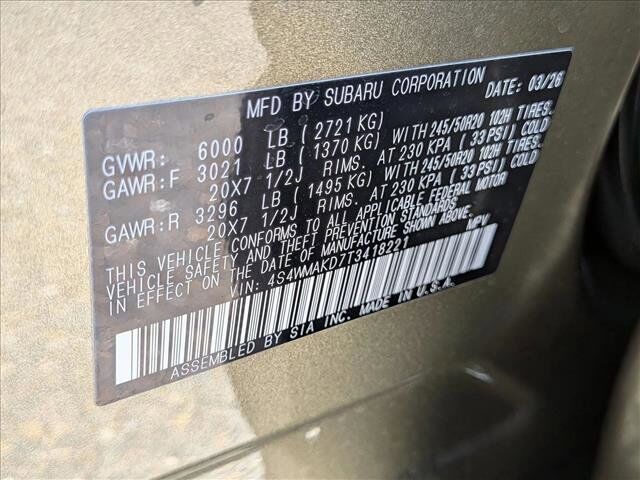 MFD BY SUBARU CORPORATION DATE: 03/26
GVWR: 6000 LB (2721 KG)
GAWR:F 3021 LB (1370 KG) WITH 245/50R20 102H TIRES.
20X7 1/2J RIMS. AT 230 KPA (33 PSI) COLD
GAWR:R 3296 LB (1495 KG) WITH 245/50R20 102H TIRES.
20X7 1/2J RIMS. AT 230 KPA (33 PSI) COLD
THIS VEHICLE CONFORMS TO ALL APPLICABLE FEDERAL MOTOR
VEHICLE SAFETY AND THEFT PREVENTION STANDARDS
IN EFFECT ON THE DATE OF MANUFACTURE SHOWN ABOVE.
VIN: 4S4WMAKD7T3418221 MPV
ASSEMBLED BY SIA INC. MADE IN U.S.A.